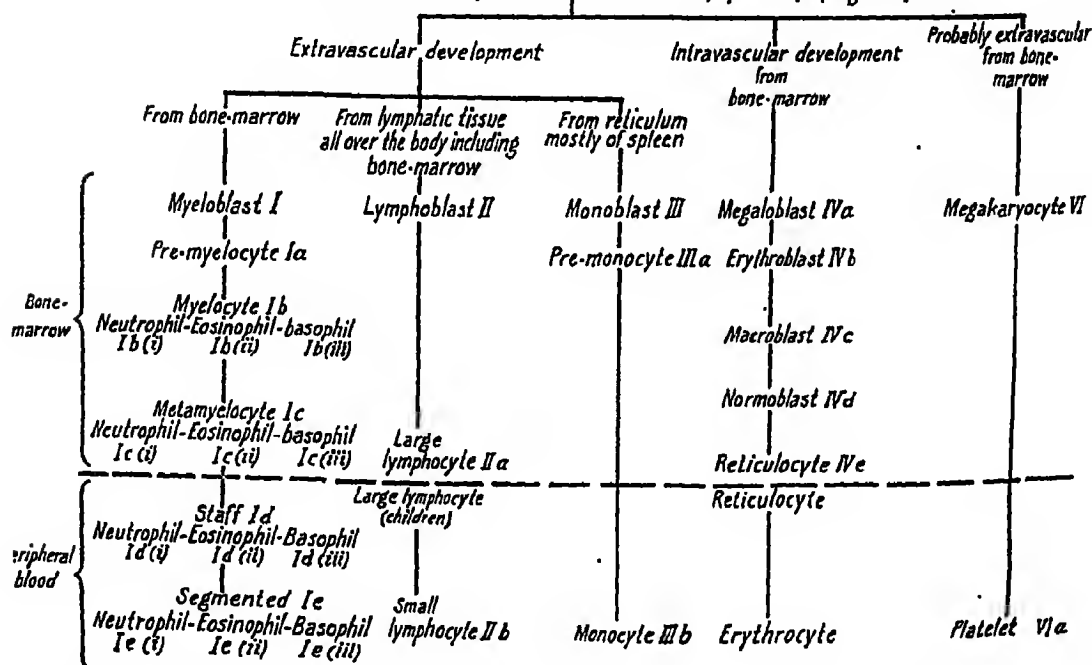 Extravascular development
Intravascular development
from
bone-marrow
Probably extravascular
from bone-
marrow
From bone-marrow
From lymphatic tissue
all over the body including
bone-marrow
From reticulum
mostly of spleen
Myeloblast I
Lymphoblast II
Monoblast III
Megaloblast IVa
Megakaryocyte VI
Pre-myelocyte Ia
Pre-monocyte IIIa
Erythroblast IVb
Bone-
marrow
Myelocyte Ib
Neutrophil-Eosinophil-basophil
Ib(i) Ib(ii) Ib(iii)
Macroblast IVc
Normoblast IVd
Metamyelocyte Ic
Neutrophil-Eosinophil-basophil
Ic(i) Ic(ii) Ic(iii)
Large
lymphocyte IIa
Reticulocyte IVe
Large lymphocyte
(children)
Reticulocyte
eripheral
blood
Staff Id
Neutrophil-Eosinophil-Basophil
Id(i) Id(ii) Id(iii)
Segmented Ie
Neutrophil-Eosinophil-Basophil
Ie(i) Ie(ii) Ie(iii)
Small
lymphocyte IIb
Monocyte IIIb
Erythrocyte
Platelet VIa